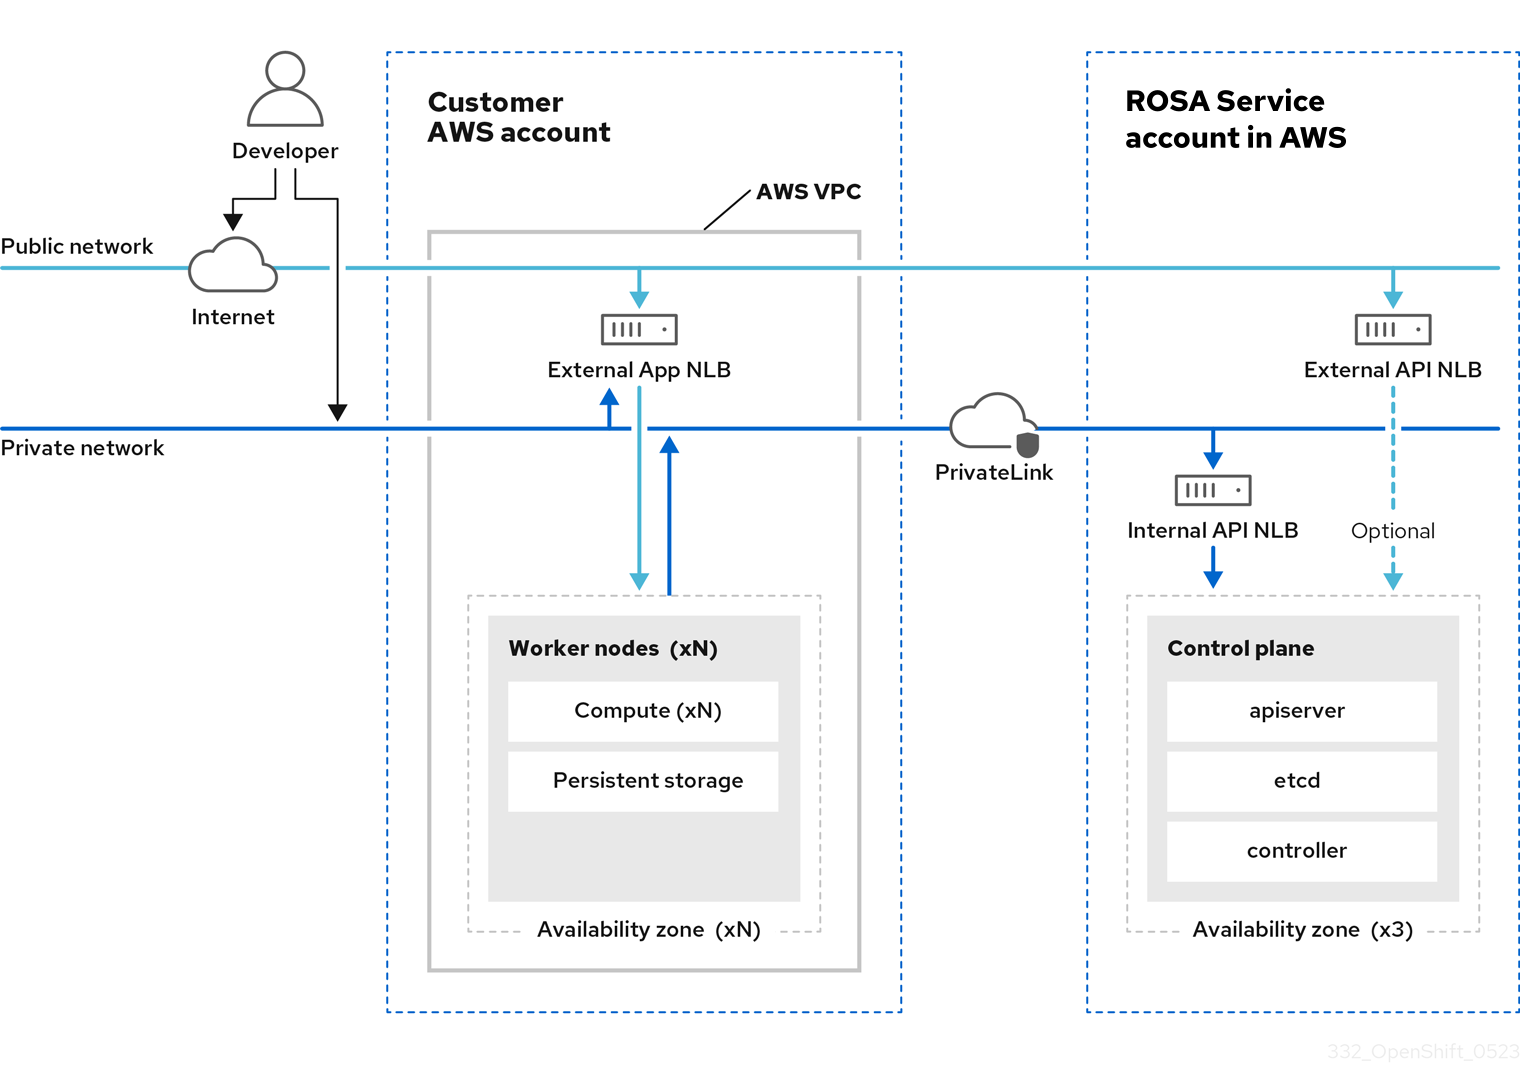 Developer
Customer
AWS account
ROSA Service
account in AWS
AWS VPC
Public network
Internet
External App NLB
External API NLB
Private network
PrivateLink
Internal API NLB
Optional
Worker nodes (xN)
Compute (xN)
Persistent storage
Availability zone (xN)
Control plane
apiserver
etcd
controller
Availability zone (x3)
332_OpenShift_0523